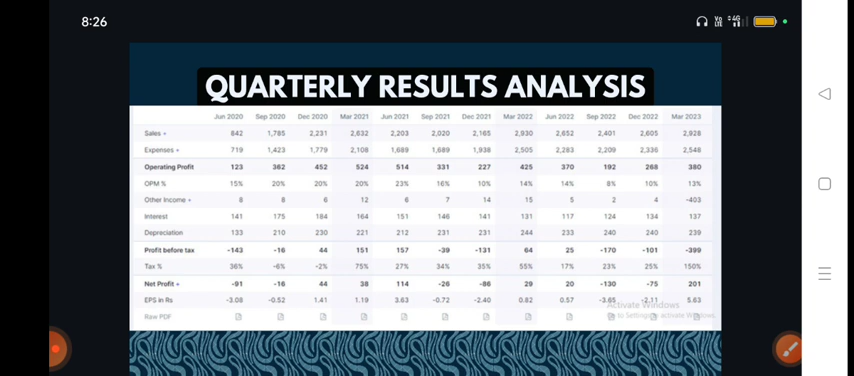 8:26
Vo LTE 4G
QUARTERLY RESULTS ANALYSIS
Jun 2020 Sep 2020 Dec 2020 Mar 2021 Jun 2021 Sep 2021 Dec 2021 Mar 2022 Jun 2022 Sep 2022 Dec 2022 Mar 2023
Sales + 842 1,785 2,231 2,632 2,203 2,020 2,165 2,930 2,652 2,401 2,605 2,928
Expenses + 719 1,423 1,779 2,108 1,689 1,689 1,938 2,505 2,283 2,209 2,336 2,548
Operating Profit 123 362 452 524 514 331 227 425 370 192 268 380
OPM % 15% 20% 20% 20% 23% 16% 10% 14% 14% 8% 10% 13%
Other Income + 8 8 6 12 6 7 14 15 5 2 4 -403
Interest 141 175 184 164 151 146 141 131 117 124 134 137
Depreciation 133 210 230 221 212 231 231 244 233 240 240 239
Profit before tax -143 -16 44 151 157 -39 -131 64 25 -170 -101 -399
Tax % 36% -6% -2% 75% 27% 34% 35% 55% 17% 23% 25% 150%
Net Profit + -91 -16 44 38 114 -26 -86 29 20 -130 -75 201
EPS in Rs -3.08 -0.52 1.41 1.19 3.63 -0.72 -2.40 0.82 0.57 -3.65 -2.11 5.63
Activate Windows
Raw PDF
to Settings activate Windows.